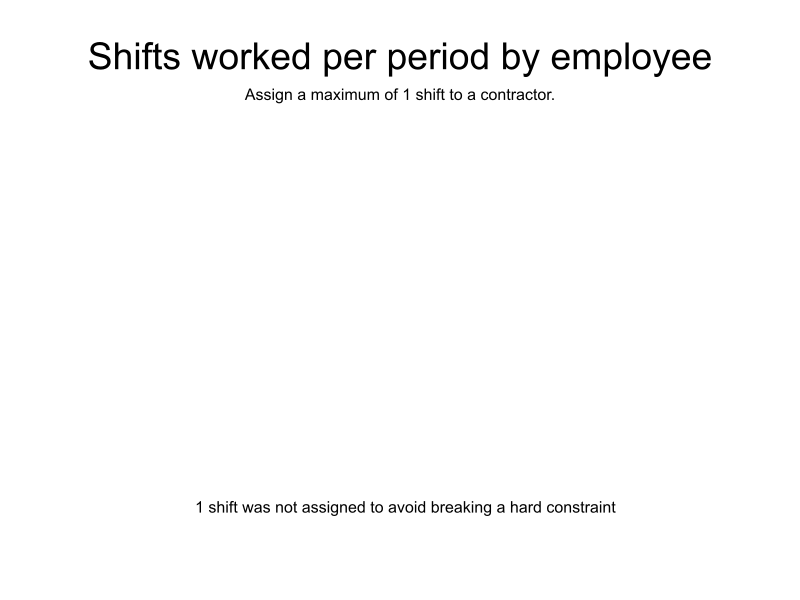 Shifts worked per period by employee
Assign a maximum of 1 shift to a contractor.
1 shift was not assigned to avoid breaking a hard constraint